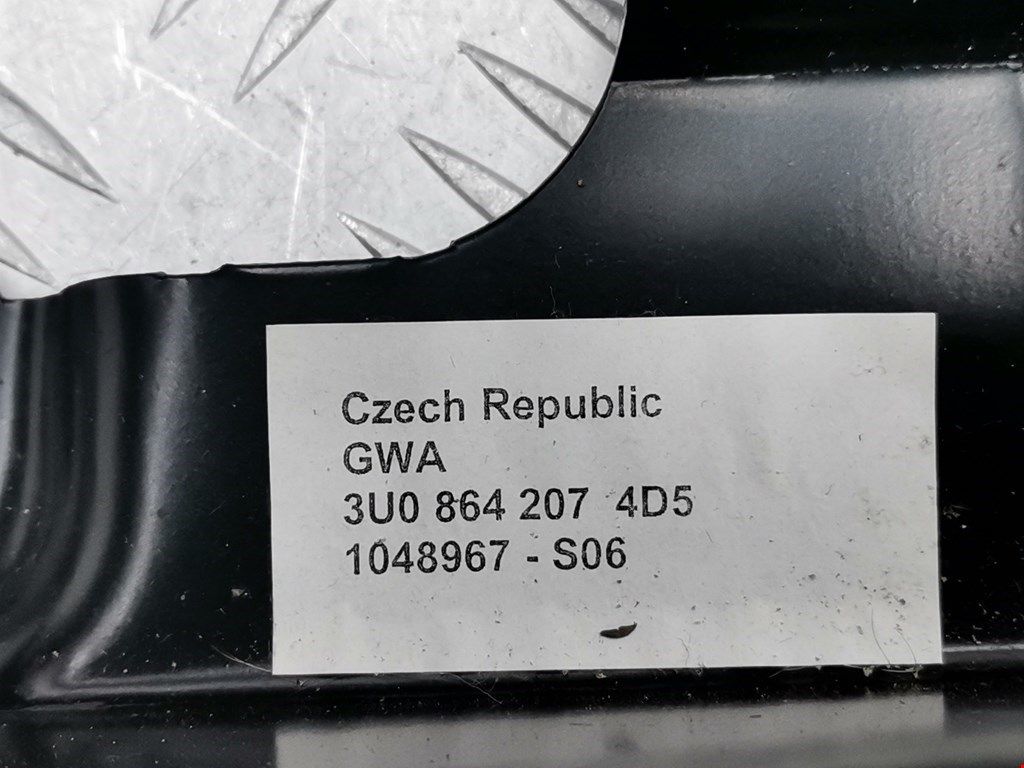 Czech Republic
GWA
3U0 864 207 4D5
1048967 - S06